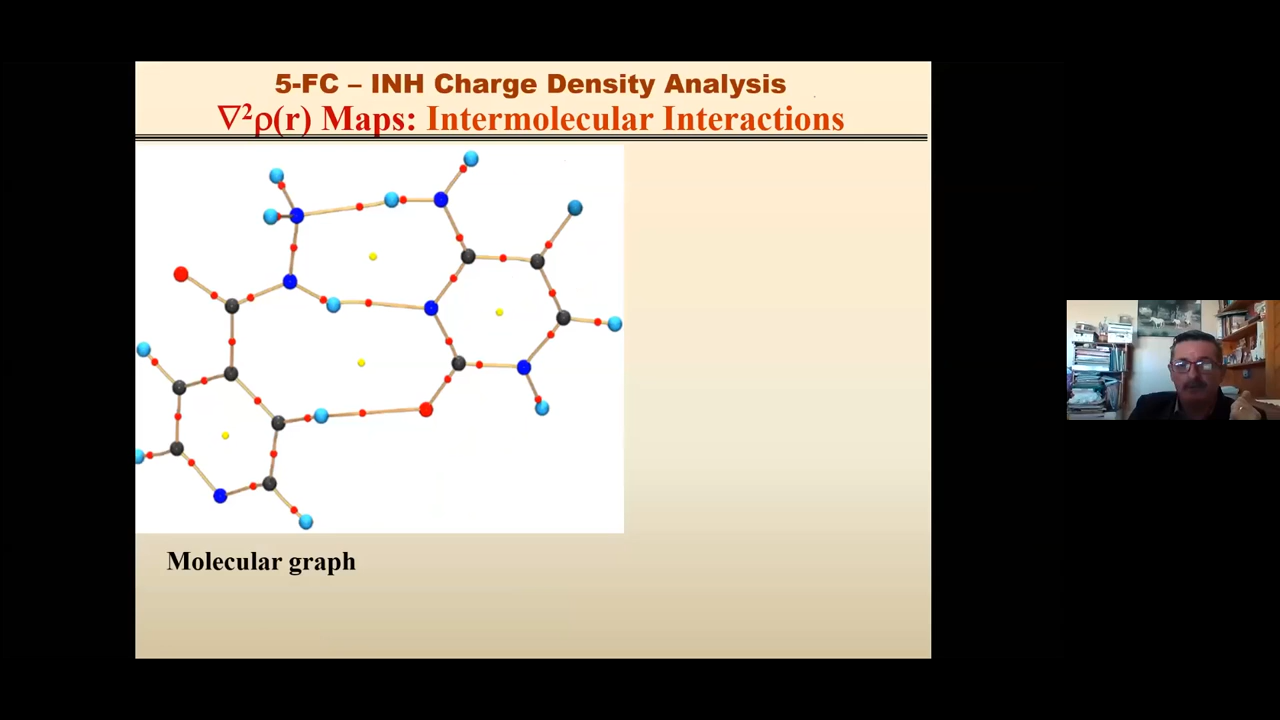 5-FC – INH Charge Density Analysis
∇²ρ(r) Maps: Intermolecular Interactions
Molecular graph